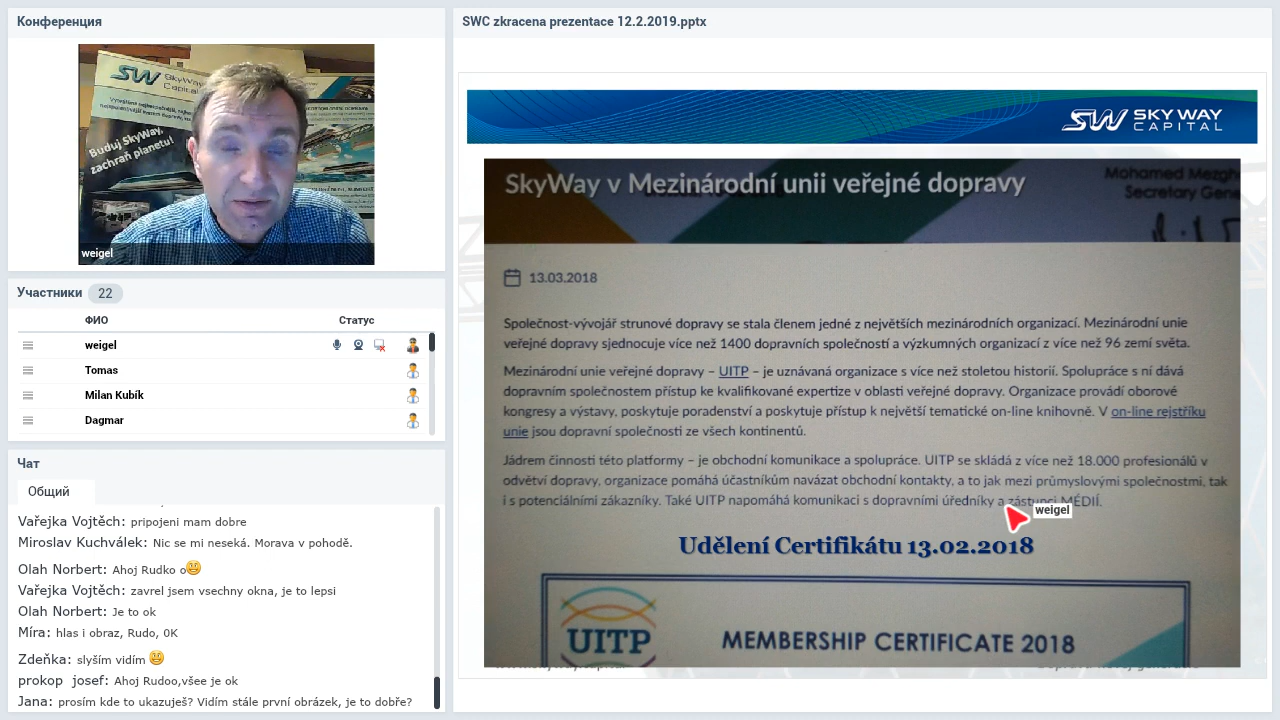 Конференция
SW SkyWay
Capital
Buduj SkyWay,
zachraň planetu!
weigel
Участники 22
ФИО Статус
weigel
Tomas
Milan Kubík
Dagmar
Чат
Общий
Vařejka Vojtěch: pripojeni mam dobre
Miroslav Kuchválek: Nic se mi neseká. Morava v pohodě.
Olah Norbert: Ahoj Rudko o
Vařejka Vojtěch: zavrel jsem vsechny okna, je to lepsi
Olah Norbert: Je to ok
Míra: hlas i obraz, Rudo, 0K
Zdeňka: slyším vidím
prokop josef: Ahoj Rudoo,všee je ok
Jana: prosím kde to ukazuješ? Vidím stále první obrázek, je to dobře?
SWC zkracena prezentace 12.2.2019.pptx
SW SKY WAY
CAPITAL
SkyWay v Mezinárodní unii veřejné dopravy
Mohamed
Secretary
13.03.2018
Společnost-vývojář strunové dopravy se stala členem jedné z největších mezinárodních organizací. Mezinárodní unie
veřejné dopravy sjednocuje více než 1400 dopravních společností a výzkumných organizací z více než 96 zemí světa.
Mezinárodní unie veřejné dopravy – UITP – je uznávaná organizace s více než stoletou historií. Spolupráce s ní dává
dopravním společnostem přístup ke kvalifikované expertize v oblasti veřejné dopravy. Organizace provádí oborové
kongresy a výstavy, poskytuje poradenství a poskytuje přístup k největší tematické on-line knihovně. V on-line rejstříku
unie jsou dopravní společnosti ze všech kontinentů.
Jádrem činnosti této platformy – je obchodní komunikace a spolupráce. UITP se skládá z více než 18.000 profesionálů v
odvětví dopravy, organizace pomáhá účastníkům navázat obchodní kontakty, a to jak mezi průmyslovými společnostmi, tak
i s potenciálními zákazníky. Také UITP napomáhá komunikaci s dopravními úředníky a zástupci MÉDIÍ.
weigel
Udělení Certifikátu 13.02.2018
UITP MEMBERSHIP CERTIFICATE 2018